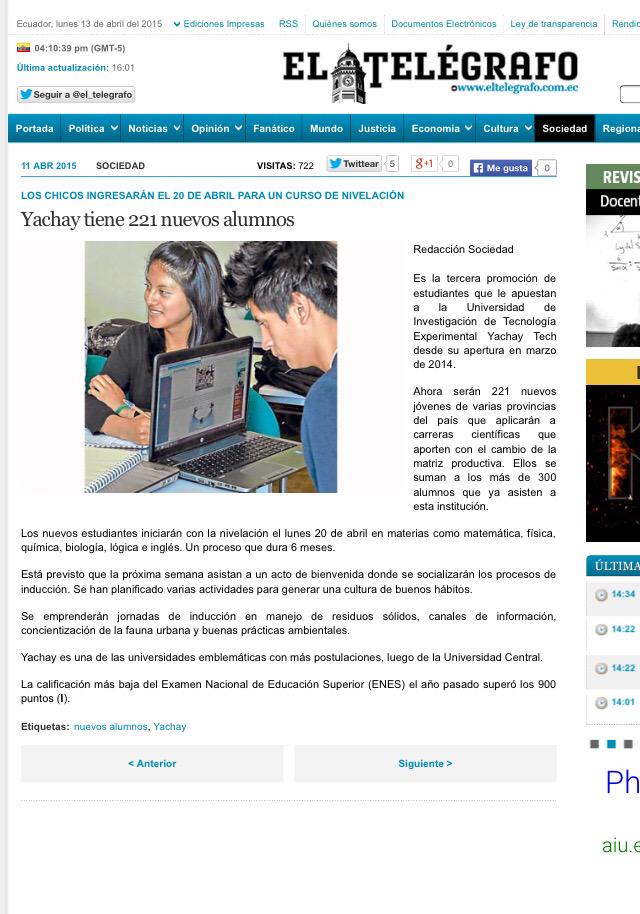 Ecuador, lunes 13 de abril del 2015 Ediciones Impresas RSS Quiénes somos Documentos Electrónicos Ley de transparencia
04:10:39 pm (GMT-5)
Última actualización: 16:01
Seguir a @el_telegrafo
EL TELÉGRAFO
www.eltelegrafo.com.ec
Portada Política Noticias Opinión Fanático Mundo Justicia Economía Cultura Sociedad
11 ABR 2015 SOCIEDAD VISITAS: 722 Twittear 5 g+1 0 Me gusta 0
LOS CHICOS INGRESARÁN EL 20 DE ABRIL PARA UN CURSO DE NIVELACIÓN
Yachay tiene 221 nuevos alumnos
Redacción Sociedad
Es la tercera promoción de
estudiantes que le apuestan
a la Universidad de
Investigación de Tecnología
Experimental Yachay Tech
desde su apertura en marzo
de 2014.
Ahora serán 221 nuevos
jóvenes de varias provincias
del país que aplicarán a
carreras científicas que
aporten con el cambio de la
matriz productiva. Ellos se
suman a los más de 300
alumnos que ya asisten a
esta institución.
Los nuevos estudiantes iniciarán con la nivelación el lunes 20 de abril en materias como matemática, física,
química, biología, lógica e inglés. Un proceso que dura 6 meses.
Está previsto que la próxima semana asistan a un acto de bienvenida donde se socializarán los procesos de
inducción. Se han planificado varias actividades para generar una cultura de buenos hábitos.
Se emprenderán jornadas de inducción en manejo de residuos sólidos, canales de información,
concientización de la fauna urbana y buenas prácticas ambientales.
Yachay es una de las universidades emblemáticas con más postulaciones, luego de la Universidad Central.
La calificación más baja del Examen Nacional de Educación Superior (ENES) el año pasado superó los 900
puntos (I).
Etiquetas: nuevos alumnos, Yachay
< Anterior Siguiente >
REVIS
Docent
ÚLTIMA
14:34
14:22
14:22
14:01
Ph
aiu.e